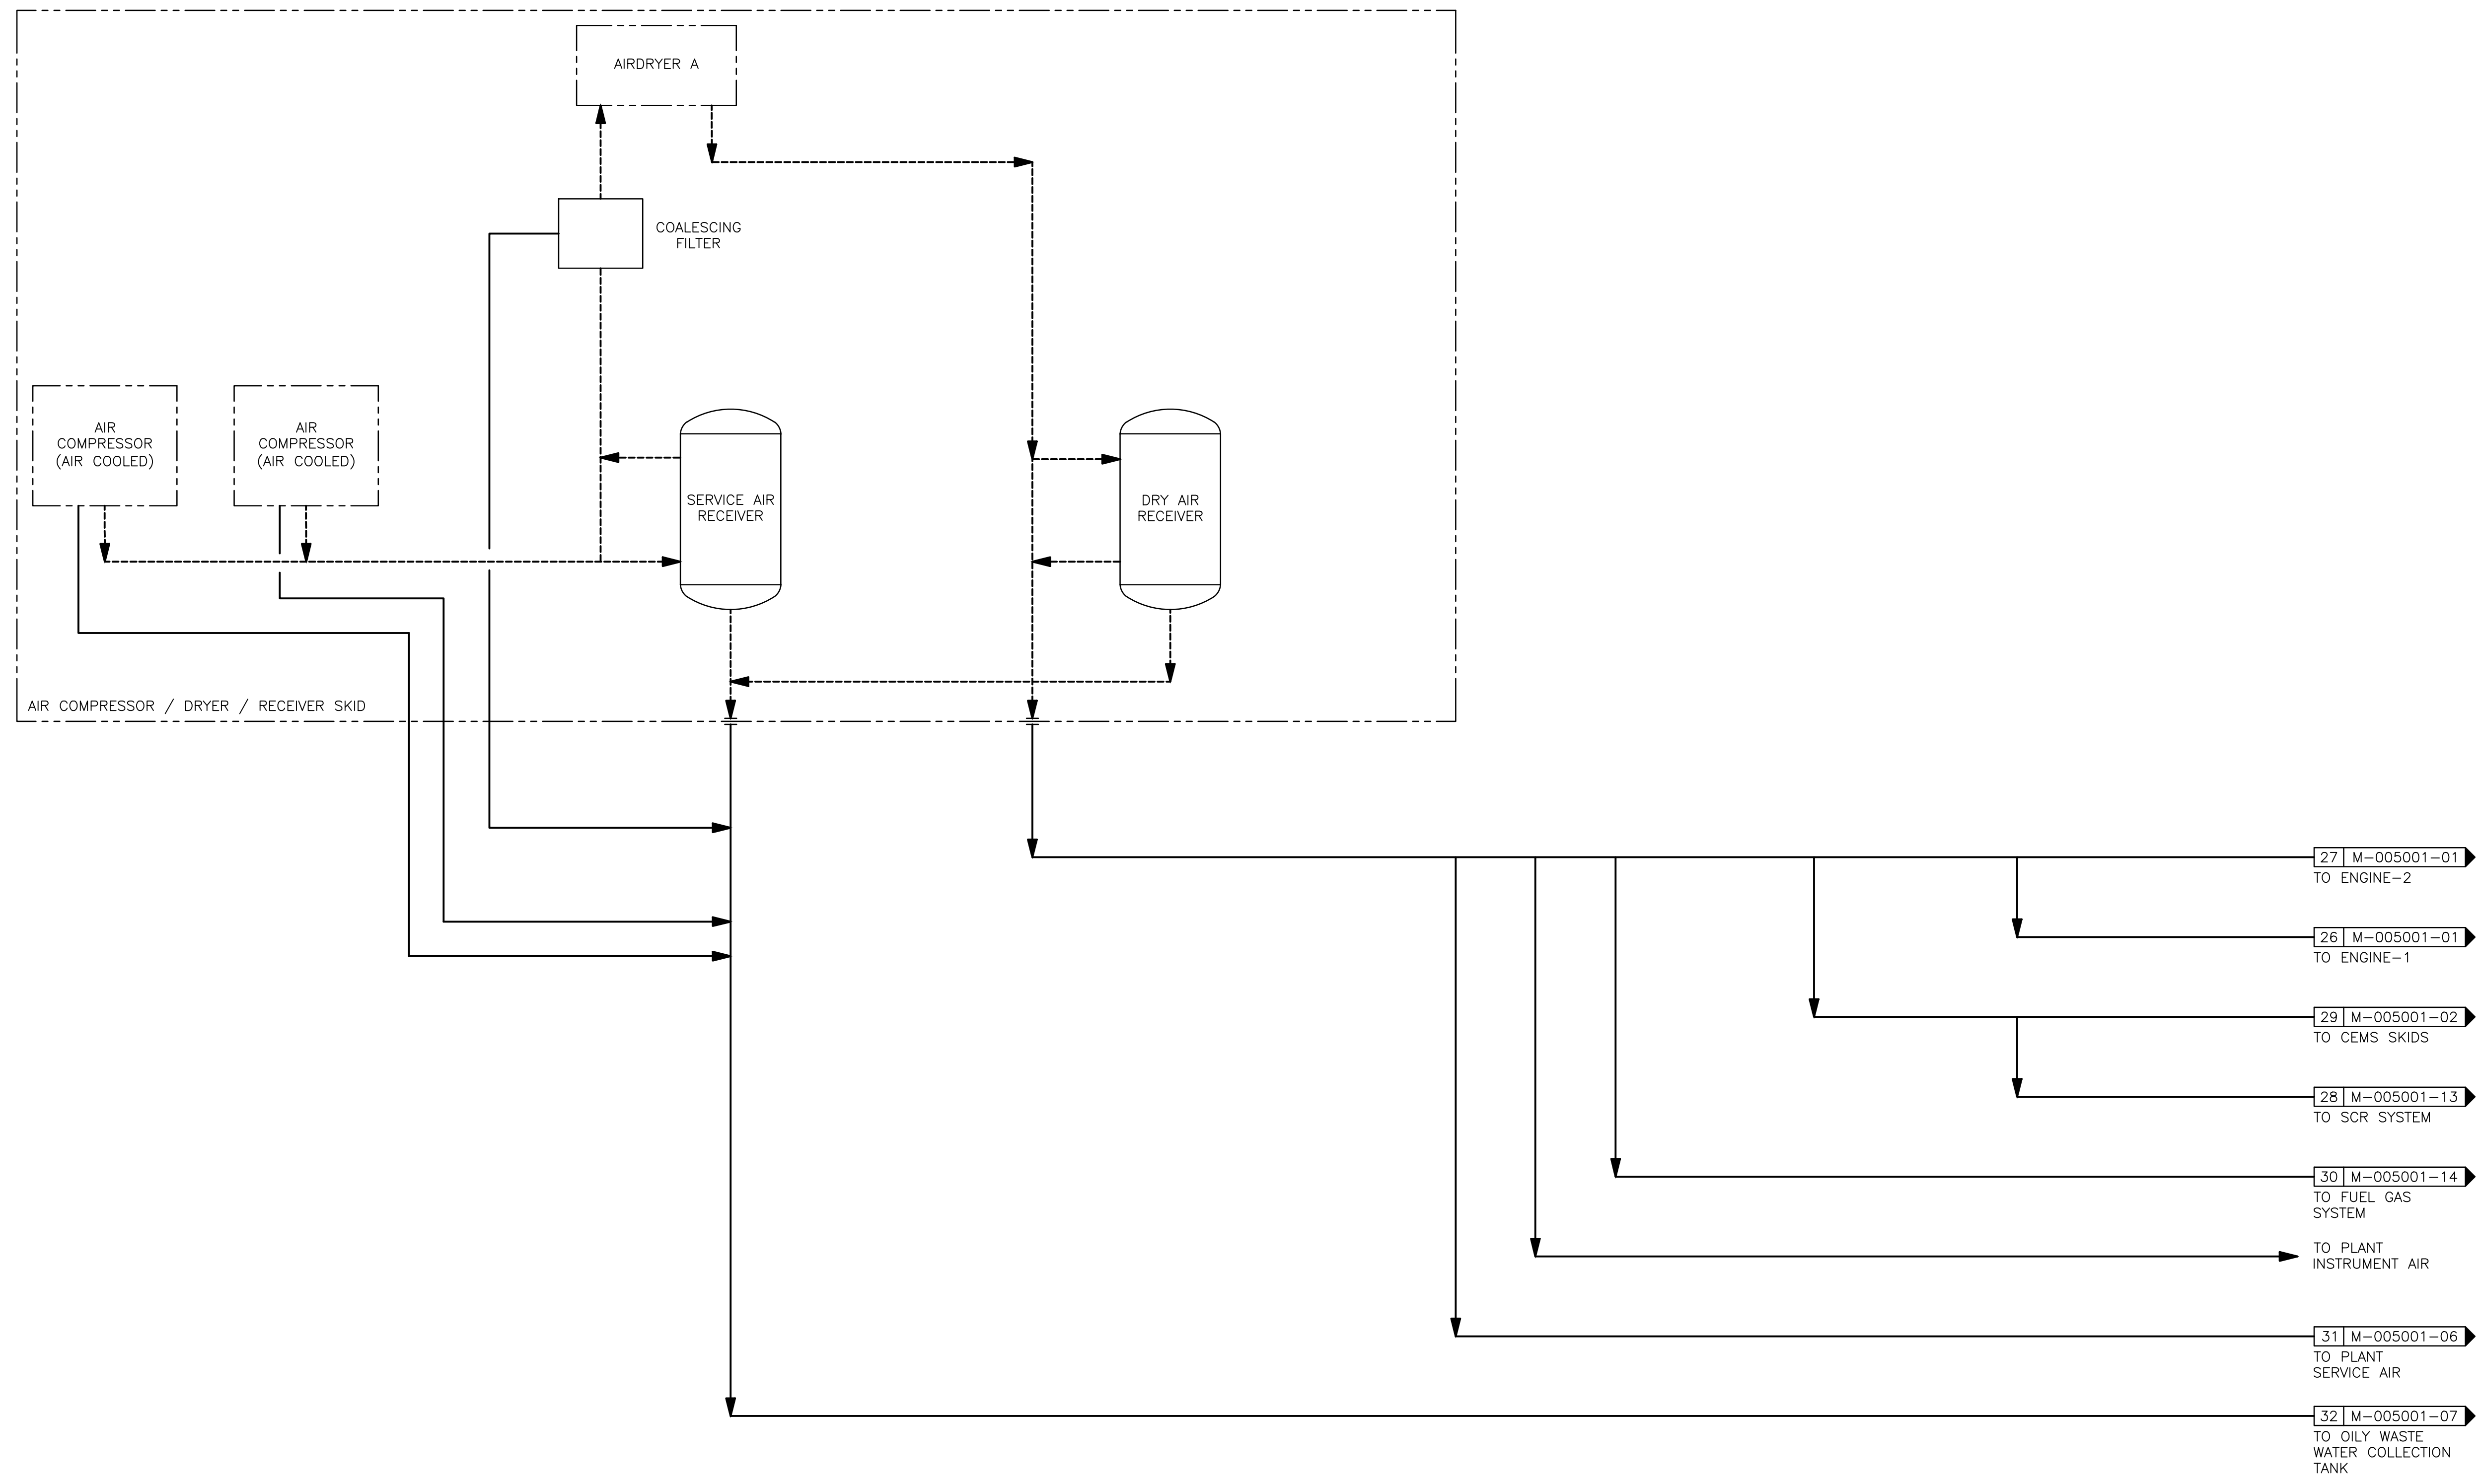 AIRDRYER A
COALESCING
FILTER
AIR
COMPRESSOR
(AIR COOLED)
AIR
COMPRESSOR
(AIR COOLED)
SERVICE AIR
RECEIVER
DRY AIR
RECEIVER
AIR COMPRESSOR / DRYER / RECEIVER SKID
27 M-005001-01
TO ENGINE-2
26 M-005001-01
TO ENGINE-1
29 M-005001-02
TO CEMS SKIDS
28 M-005001-13
TO SCR SYSTEM
30 M-005001-14
TO FUEL GAS
SYSTEM
TO PLANT
INSTRUMENT AIR
31 M-005001-06
TO PLANT
SERVICE AIR
32 M-005001-07
TO OILY WASTE
WATER COLLECTION
TANK